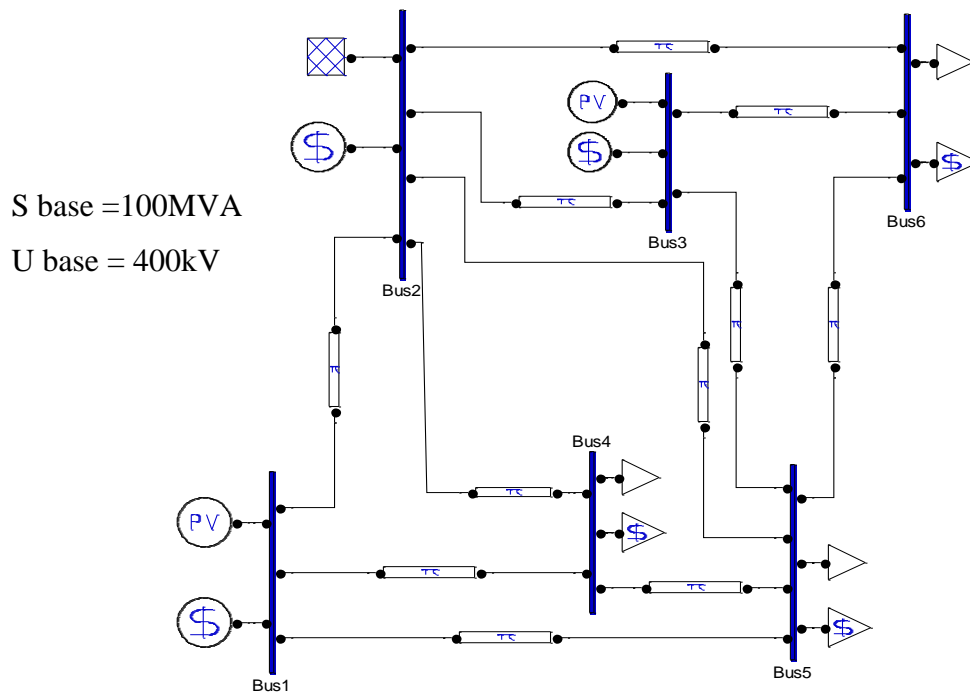 S base =100MVA
U base = 400kV
Bus2
Bus3
Bus6
Bus4
Bus1
Bus5
PV
PV
$
$
$
$
$
$
π
π
π
π
π
π
π
π
π
π
π